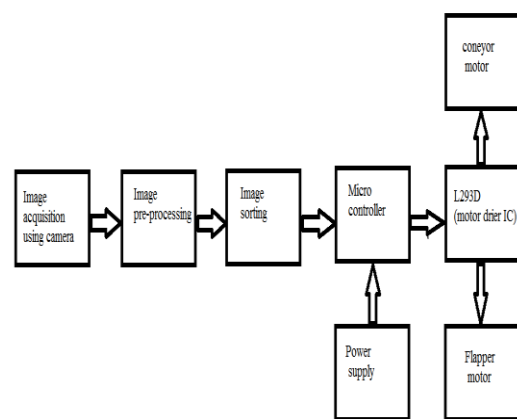 coneyor
motor
Image
acquisition
using camera
Image
pre-processing
Image
sorting
Micro
controller
L293D
(motor drier IC)
Power
supply
Flapper
motor